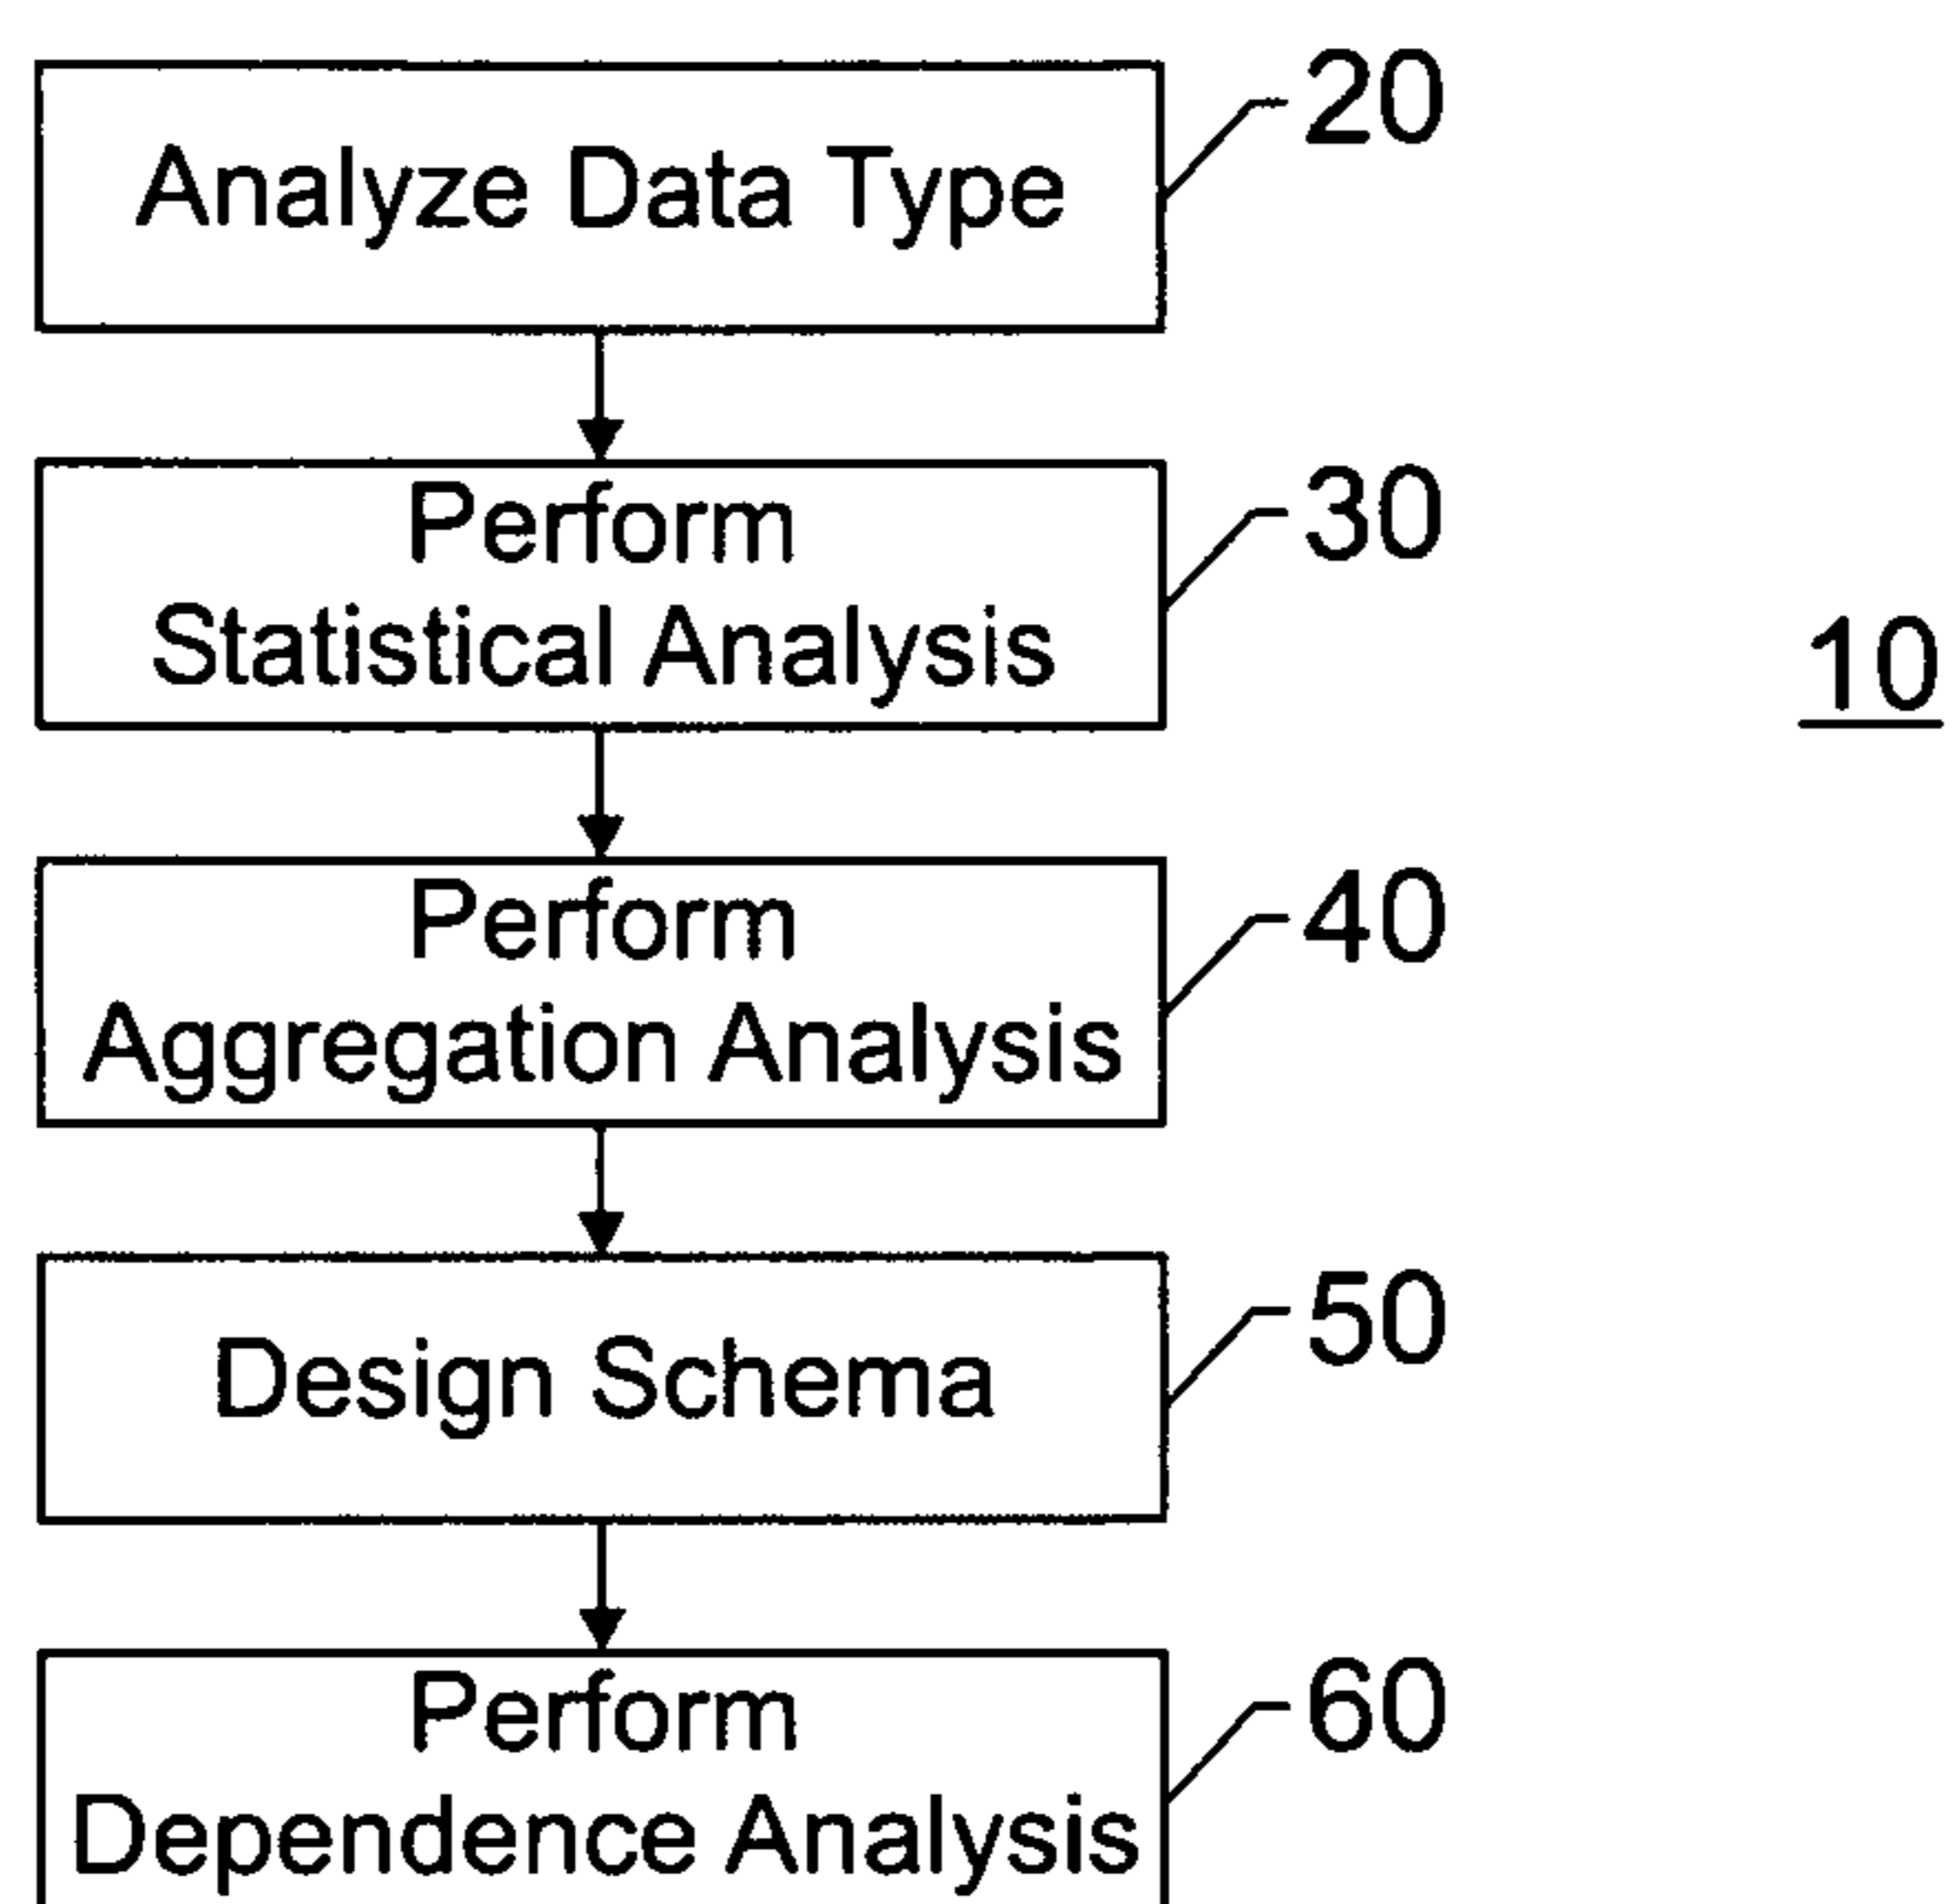 Analyze Data Type
20
Perform
Statistical Analysis
30
10
Perform
Aggregation Analysis
40
Design Schema
50
Perform
Dependence Analysis
60